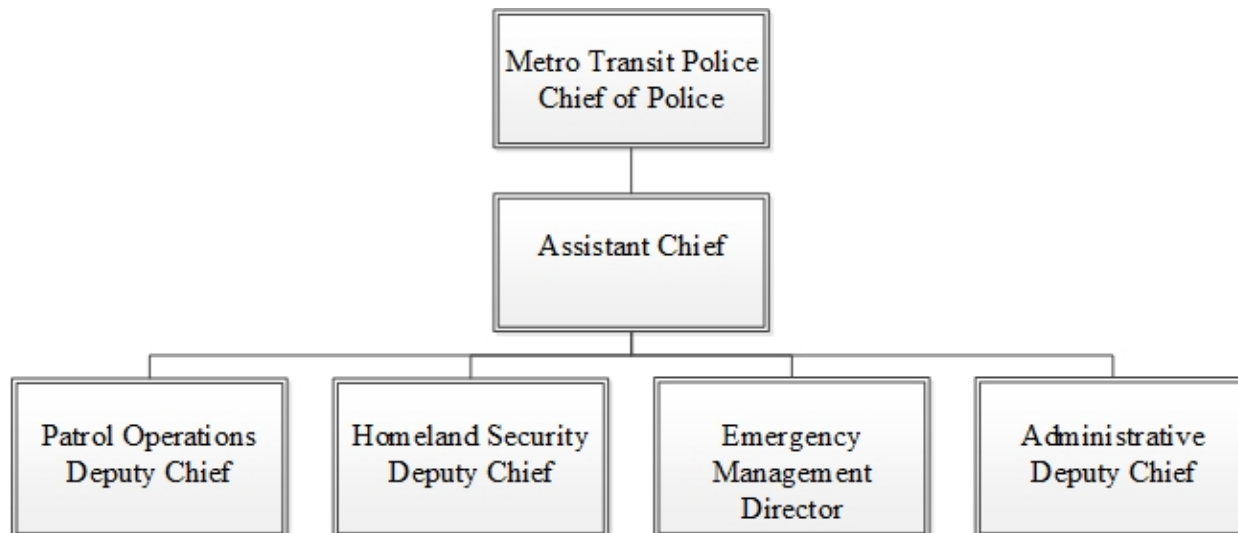 Metro Transit Police
Chief of Police
Assistant Chief
Patrol Operations
Deputy Chief
Homeland Security
Deputy Chief
Emergency
Management
Director
Administrative
Deputy Chief